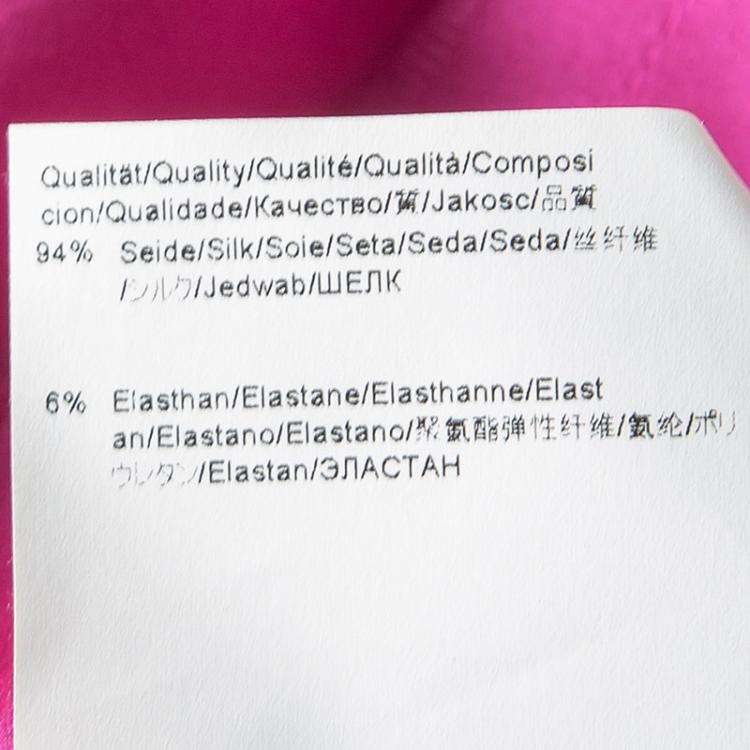 Qualität/Quality/Qualité/Qualità/Composi
cion/Qualidade/Качество/質/Jakosc/品質
94% Seide/Silk/Soie/Seta/Seda/Seda/丝纤维
/シルク/Jedwab/ШЕЛК
6% Elasthan/Elastane/Elasthanne/Elast
an/Elastano/Elastano/聚氨酯弹性纤维/氨纶/ポリ
ウレタン/Elastan/ЭЛАСТАН